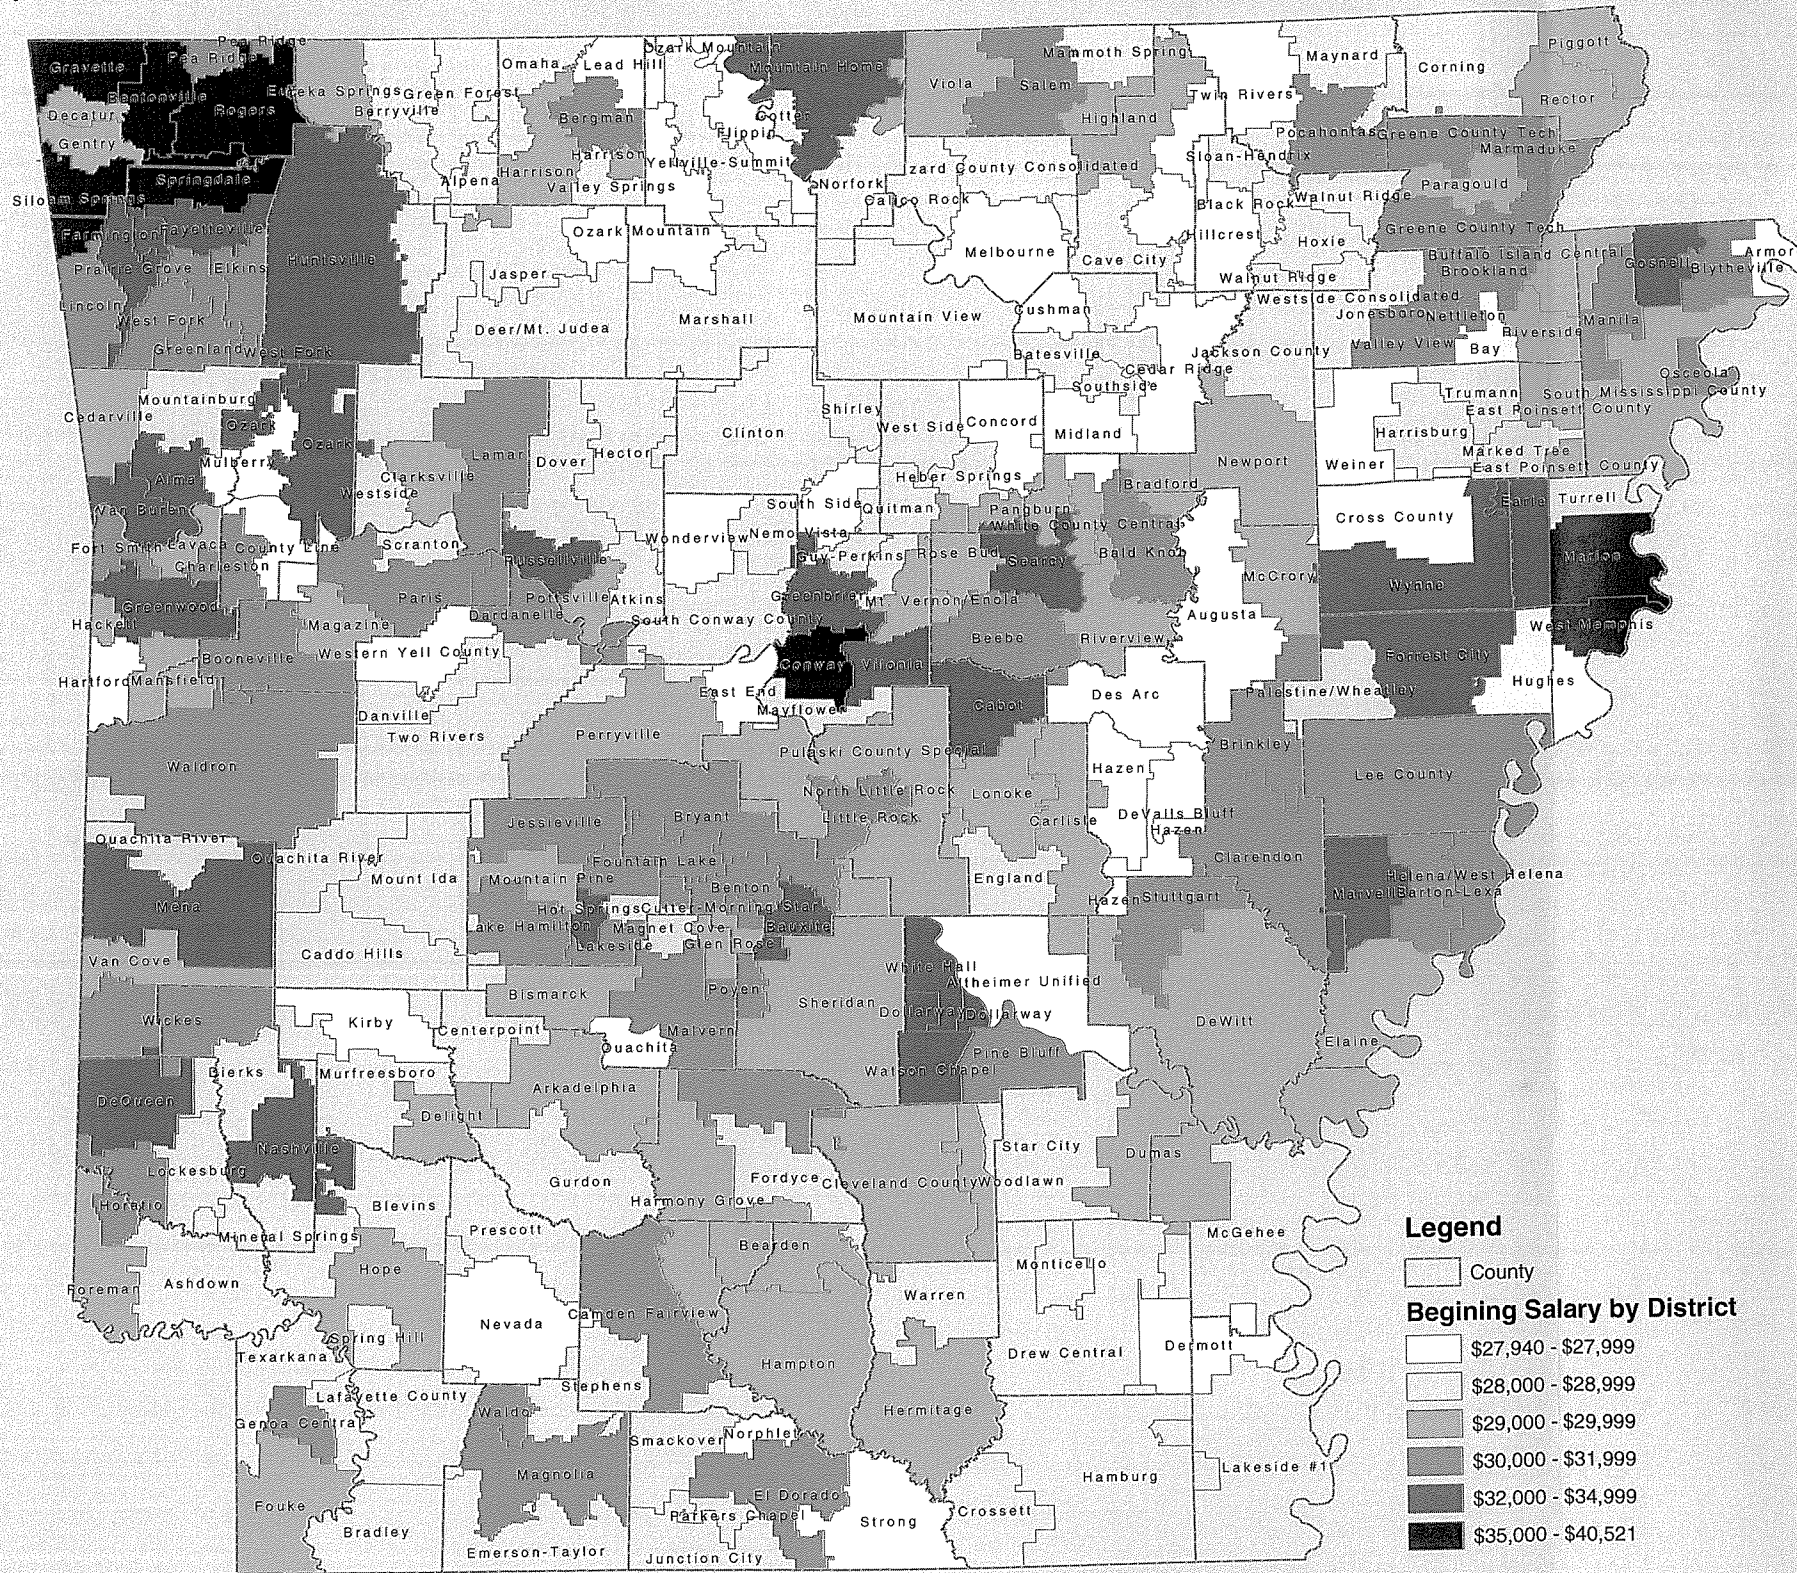 Pea Ridge
Gravette
Pea Ridge
Bentonville
Rogers
Decatur
Gentry
Springdale
Siloam Springs
Farmington
Fayetteville
Prairie Grove
Elkins
Lincoln
West Fork
Greenland
West Fork
Huntsville
Eureka Springs
Green Forest
Berryville
Alpena
Omaha
Lead Hill
Bergman
Harrison
Harrison
Valley Springs
Ozark Mountain
Mountain Home
Cotter
Flippin
Yellville-Summit
Norfork
Calico Rock
Viola
Salem
Mammoth Spring
Highland
Izard County Consolidated
Twin Rivers
Maynard
Corning
Piggott
Rector
Pocahontas
Greene County Tech
Marmaduke
Sloan-Hendrix
Paragould
Black Rock
Walnut Ridge
Hillcrest
Hoxie
Greene County Tech
Walnut Ridge
Cave City
Melbourne
Ozark Mountain
Jasper
Deer/Mt. Judea
Marshall
Mountain View
Cushman
Batesville
Cedar Ridge
Southside
Jackson County
Westside Consolidated
Jonesboro
Nettleton
Buffalo Island Central
Brookland
Gosnell
Blytheville
Armor
Valley View
Bay
Riverside
Manila
Osceola
South Mississippi County
Trumann
East Poinsett County
Harrisburg
Marked Tree
East Poinsett County
Weiner
Newport
Cedarville
Mountainburg
Ozark
Ozark
Mulberry
Alma
Van Buren
Clarksville
Westside
Lamar
Dover
Hector
Clinton
Shirley
West Side
Concord
Midland
Heber Springs
Bradford
South Side
Quitman
Pangburn
White County Central
Wonderview
Nemo Vista
Guy-Perkins
Rose Bud
Searcy
Bald Knob
McCrory
Augusta
Cross County
Earle
Turrell
Marion
Wynne
West Memphis
Forrest City
Hughes
Palestine/Wheatley
Fort Smith
Lavaca
County Line
Charleston
Scranton
Russellville
Greenwood
Paris
Pottsville
Atkins
Dardanelle
South Conway County
Greenbrier
Mt. Vernon/Enola
Hackett
Magazine
Booneville
Western Yell County
Hartford
Mansfield
Conway
Vilonia
Beebe
Riverview
East End
Mayflower
Cabot
Des Arc
Danville
Two Rivers
Perryville
Pulaski County Special
Waldron
North Little Rock
Little Rock
Lonoke
Carlisle
Hazen
DeValls Bluff
Hazen
Brinkley
Lee County
Clarendon
Helena/West Helena
Marvell
Barton-Lexa
Ouachita River
Ouachita River
Mount Ida
Mena
Caddo Hills
Van Cove
Wickes
Jessieville
Bryant
Fountain Lake
Mountain Pine
Benton
Hot Springs
Cutter-Morning Star
Lake Hamilton
Magnet Cove
Bauxite
Lakeside
Glen Rose
England
Hazen
Stuttgart
White Hall
Altheimer Unified
Dollarway
Dollarway
Sheridan
Poyen
Bismarck
Malvern
Ouachita
Kirby
Centerpoint
Pine Bluff
Watson Chapel
DeWitt
Elaine
DeQueen
Dierks
Murfreesboro
Delight
Arkadelphia
Nashville
Lockesburg
Horatio
Mineral Springs
Blevins
Gurdon
Prescott
Fordyce
Harmony Grove
Cleveland County
Woodlawn
Star City
Dumas
McGehee
Foreman
Ashdown
Hope
Spring Hill
Nevada
Camden Fairview
Bearden
Hampton
Warren
Monticello
Drew Central
Dermott
Texarkana
Lafayette County
Genoa Central
Fouke
Bradley
Stephens
Waldo
Magnolia
Emerson-Taylor
Smackover
Norphlet
El Dorado
Parkers Chapel
Junction City
Strong
Hermitage
Crossett
Hamburg
Lakeside #1
Legend
County
Begining Salary by District
$27,940 - $27,999
$28,000 - $28,999
$29,000 - $29,999
$30,000 - $31,999
$32,000 - $34,999
$35,000 - $40,521